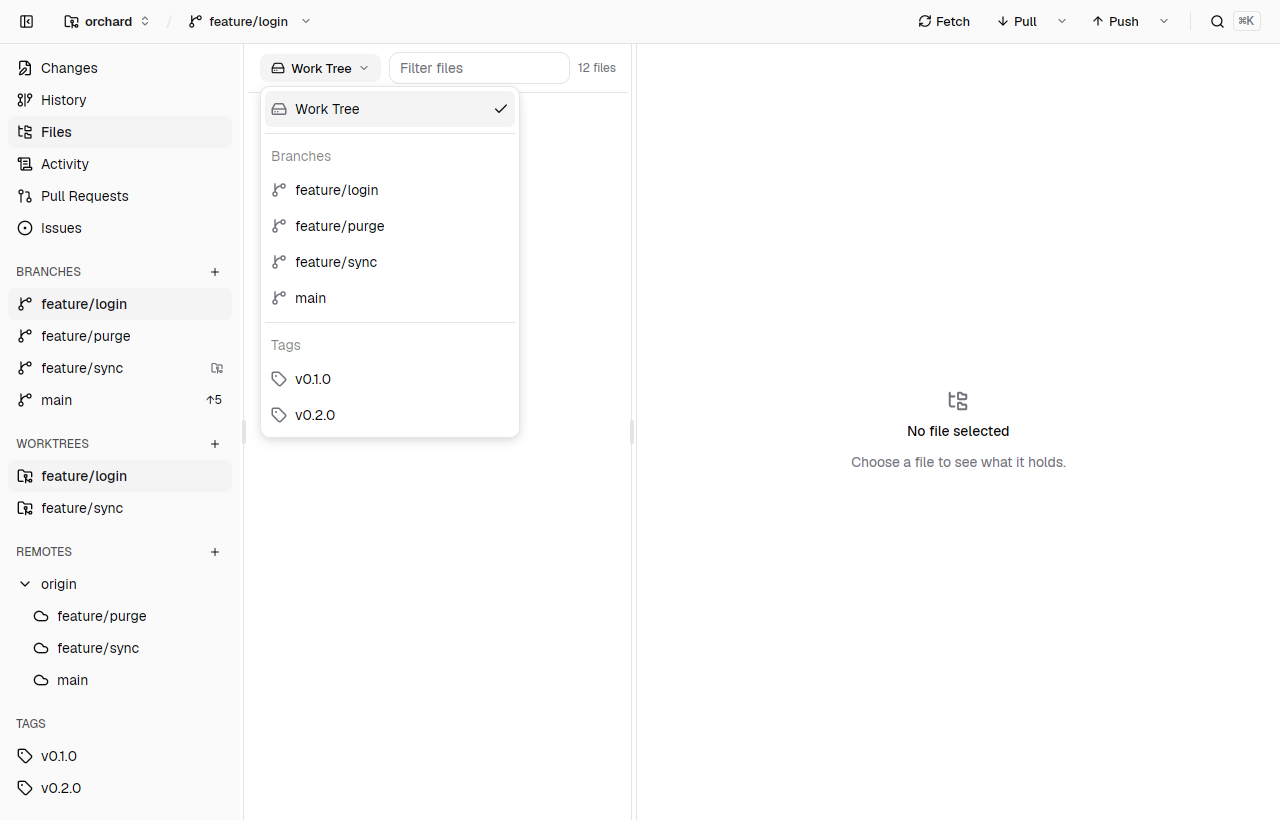 orchard / feature/login
Fetch
Pull
Push
⌘K
Changes
History
Files
Activity
Pull Requests
Issues
BRANCHES
feature/login
feature/purge
feature/sync
main ↑5
WORKTREES
feature/login
feature/sync
REMOTES
origin
feature/purge
feature/sync
main
TAGS
v0.1.0
v0.2.0
Work Tree
Filter files
12 files
Work Tree
Branches
feature/login
feature/purge
feature/sync
main
Tags
v0.1.0
v0.2.0
No file selected
Choose a file to see what it holds.